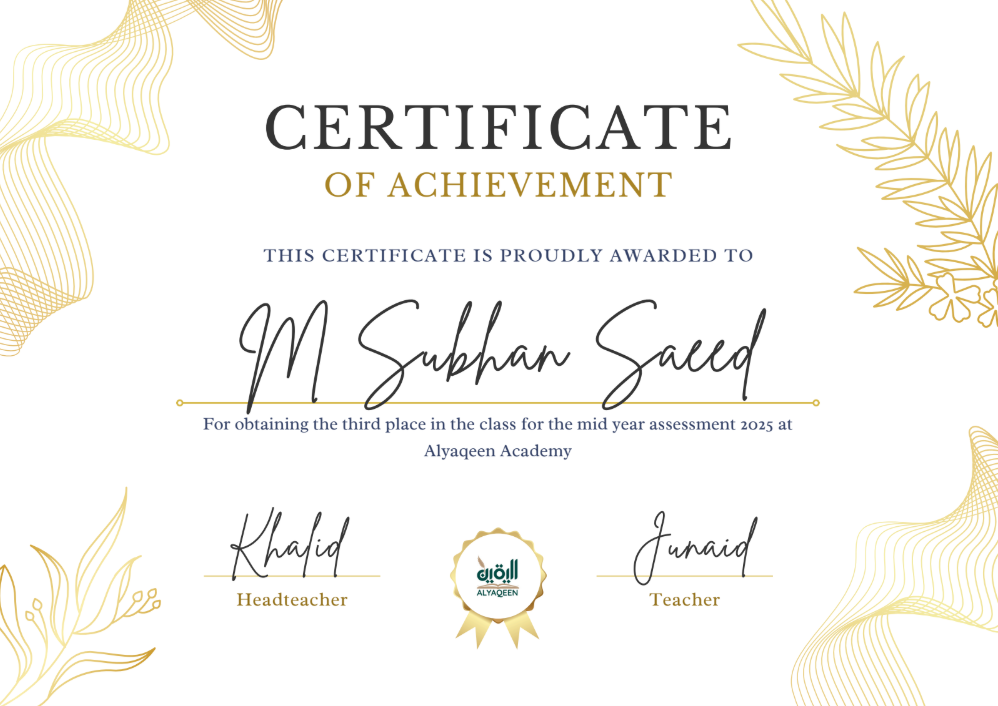 CERTIFICATE
OF ACHIEVEMENT
THIS CERTIFICATE IS PROUDLY AWARDED TO
M Subhan Saeed
For obtaining the third place in the class for the mid year assessment 2025 at
Alyaqeen Academy
Khalid
Junaid
اليقين
ALYAQEEN
Headteacher
Teacher